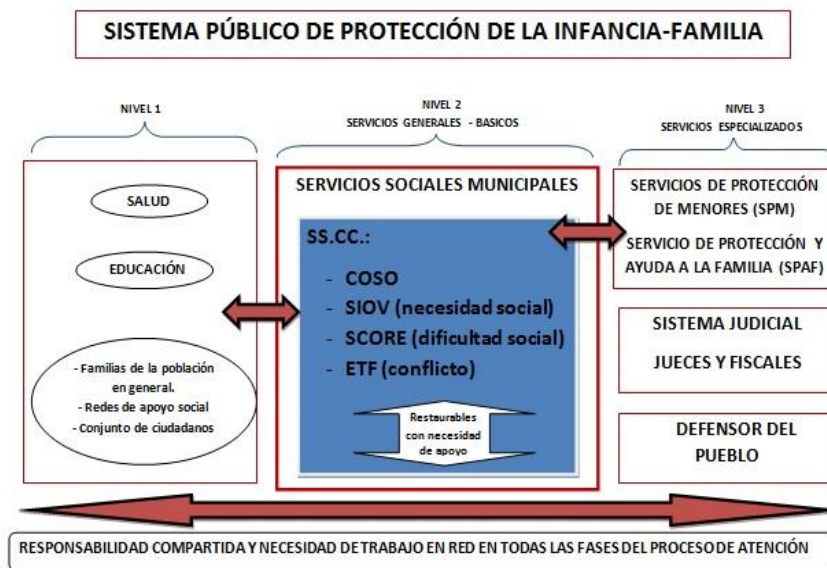 SISTEMA PÚBLICO DE PROTECCIÓN DE LA INFANCIA-FAMILIA
NIVEL 1
SALUD
EDUCACIÓN
- Familias de la población
en general.
- Redes de apoyo social
- Conjunto de ciudadanos
NIVEL 2
SERVICIOS GENERALES - BASICOS
SERVICIOS SOCIALES MUNICIPALES
SS.CC.:
- COSO
- SIOV (necesidad social)
- SCORE (dificultad social)
- ETF (conflicto)
Restaurables
con necesidad
de apoyo
NIVEL 3
SERVICIOS ESPECIALIZADOS
SERVICIOS DE PROTECCIÓN
DE MENORES (SPM)
SERVICIO DE PROTECCIÓN Y
AYUDA A LA FAMILIA (SPAF)
SISTEMA JUDICIAL
JUECES Y FISCALES
DEFENSOR DEL
PUEBLO
RESPONSABILIDAD COMPARTIDA Y NECESIDAD DE TRABAJO EN RED EN TODAS LAS FASES DEL PROCESO DE ATENCIÓN